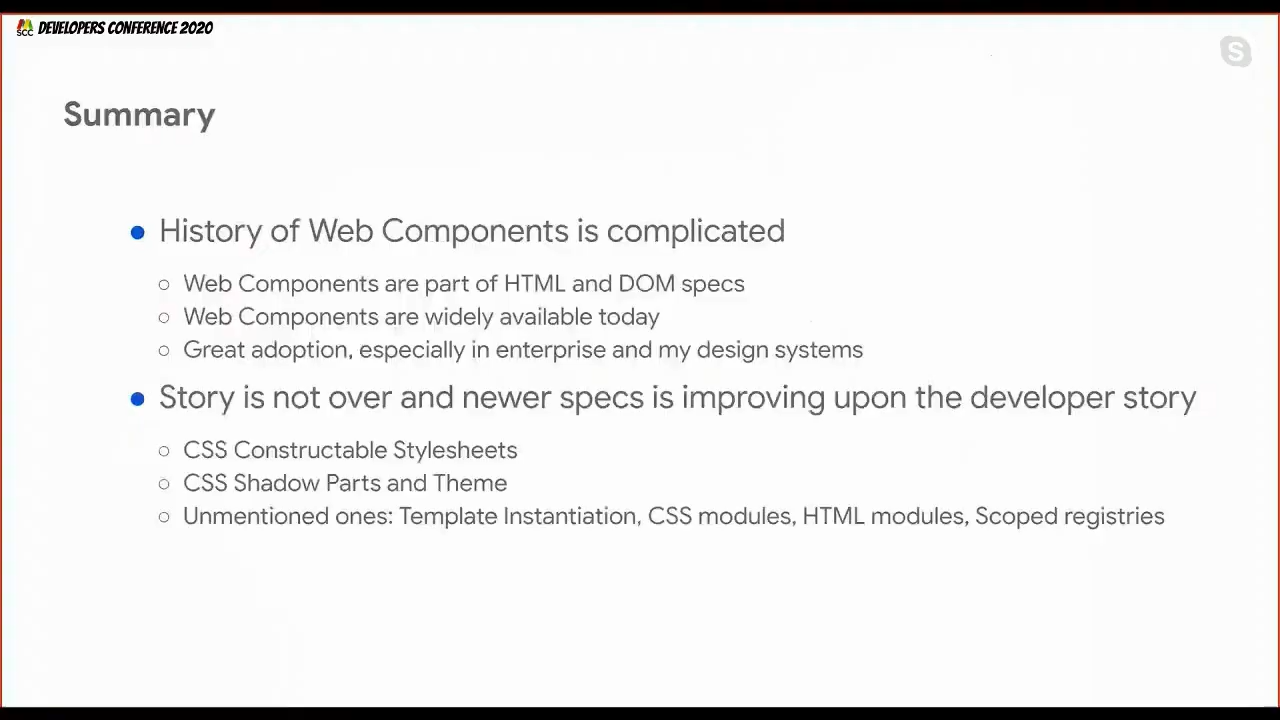 SCC DEVELOPERS CONFERENCE 2020
S
Summary
History of Web Components is complicated
Web Components are part of HTML and DOM specs
Web Components are widely available today
Great adoption, especially in enterprise and my design systems
Story is not over and newer specs is improving upon the developer story
CSS Constructable Stylesheets
CSS Shadow Parts and Theme
Unmentioned ones: Template Instantiation, CSS modules, HTML modules, Scoped registries